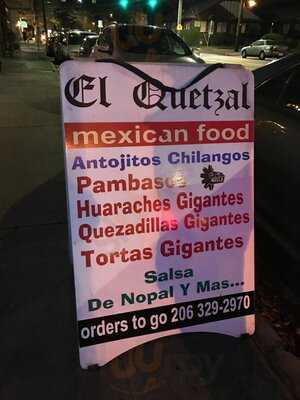 El Quetzal
mexican food
Antojitos Chilangos
Pambasos
Huaraches Gigantes
Quezadillas Gigantes
Tortas Gigantes
Salsa
De Nopal Y Mas...
orders to go 206 329-2970